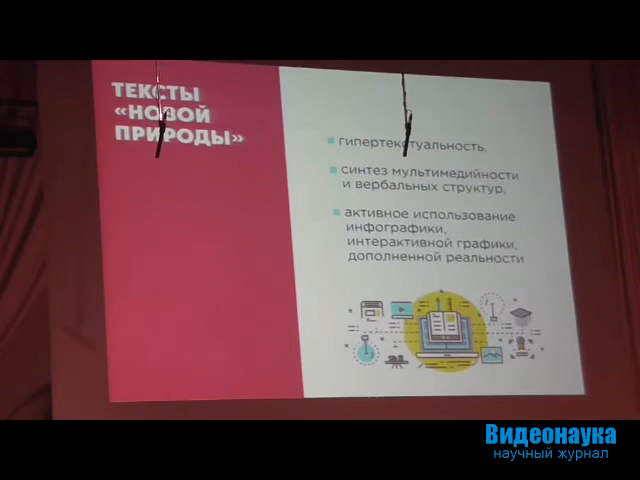 ТЕКСТЫ
«НОВОЙ
ПРИРОДЫ»
гипертекстуальность,
синтез мультимедийности
и вербальных структур,
активное использование
инфографики,
интерактивной графики,
дополненной реальности
Видеонаука
научный журнал